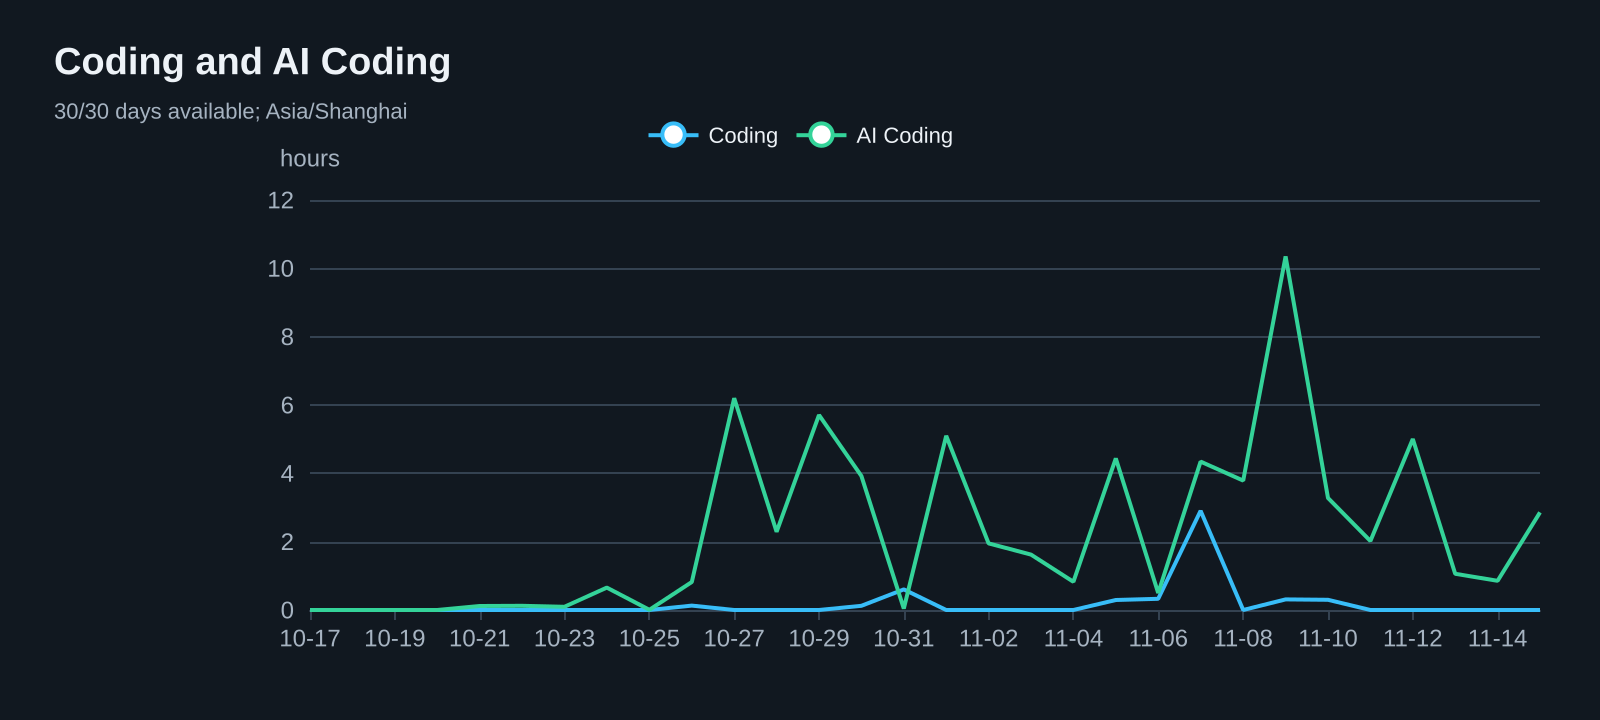 Coding and AI Coding
30/30 days available; Asia/Shanghai
Coding AI Coding
hours
12
10
8
6
4
2
0
10-17 10-19 10-21 10-23 10-25 10-27 10-29 10-31 11-02 11-04 11-06 11-08 11-10 11-12 11-14